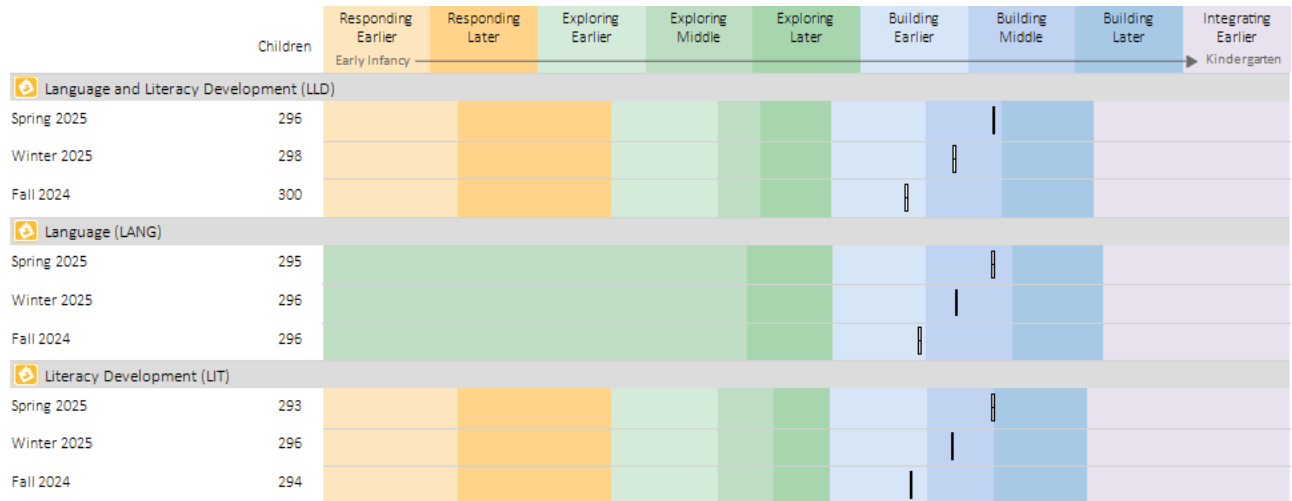 Children
Responding Earlier
Responding Later
Exploring Earlier
Exploring Middle
Exploring Later
Building Earlier
Building Middle
Building Later
Integrating Earlier
Early Infancy
Kindergarten
Language and Literacy Development (LLD)
Spring 2025 296
Winter 2025 298
Fall 2024 300
Language (LANG)
Spring 2025 295
Winter 2025 296
Fall 2024 296
Literacy Development (LIT)
Spring 2025 293
Winter 2025 296
Fall 2024 294